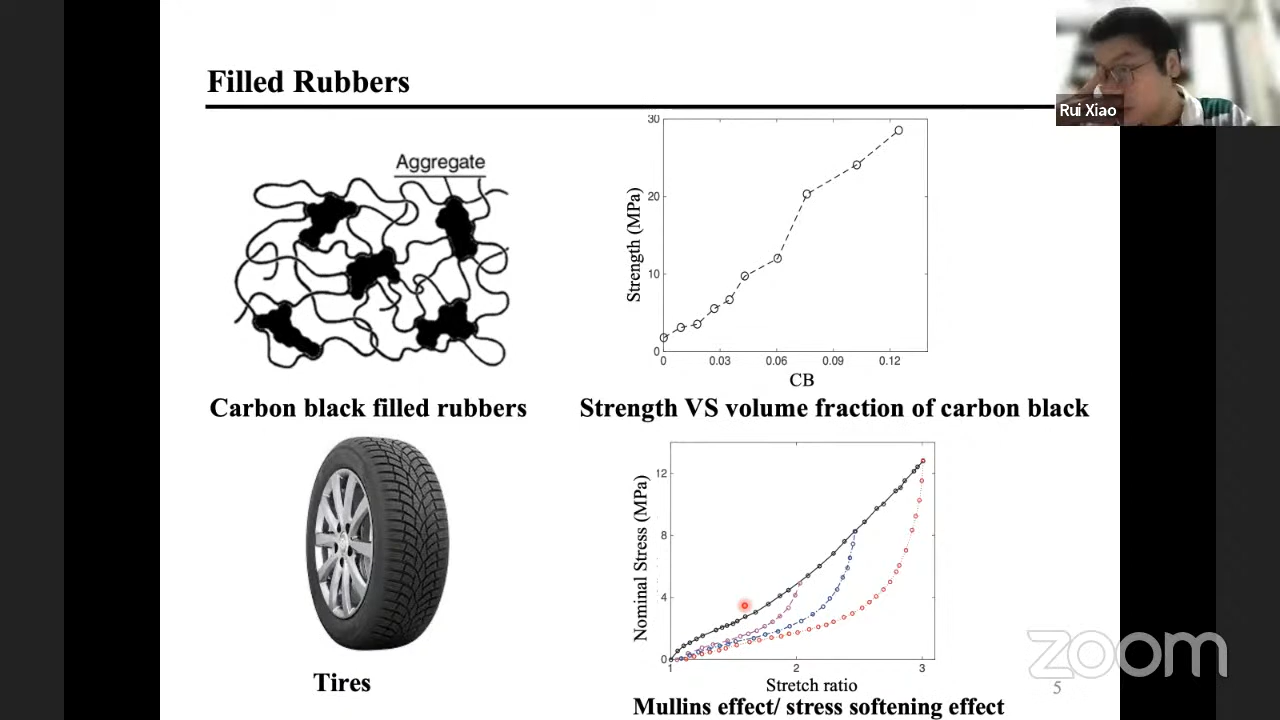 Filled Rubbers
Rui Xiao
Aggregate
Carbon black filled rubbers
30
20
10
0
Strength (MPa)
0 0.03 0.06 0.09 0.12
CB
Strength VS volume fraction of carbon black
Tires
12
8
4
0
Nominal Stress (MPa)
1 2 3
Stretch ratio
Mullins effect/ stress softening effect
zoom
5